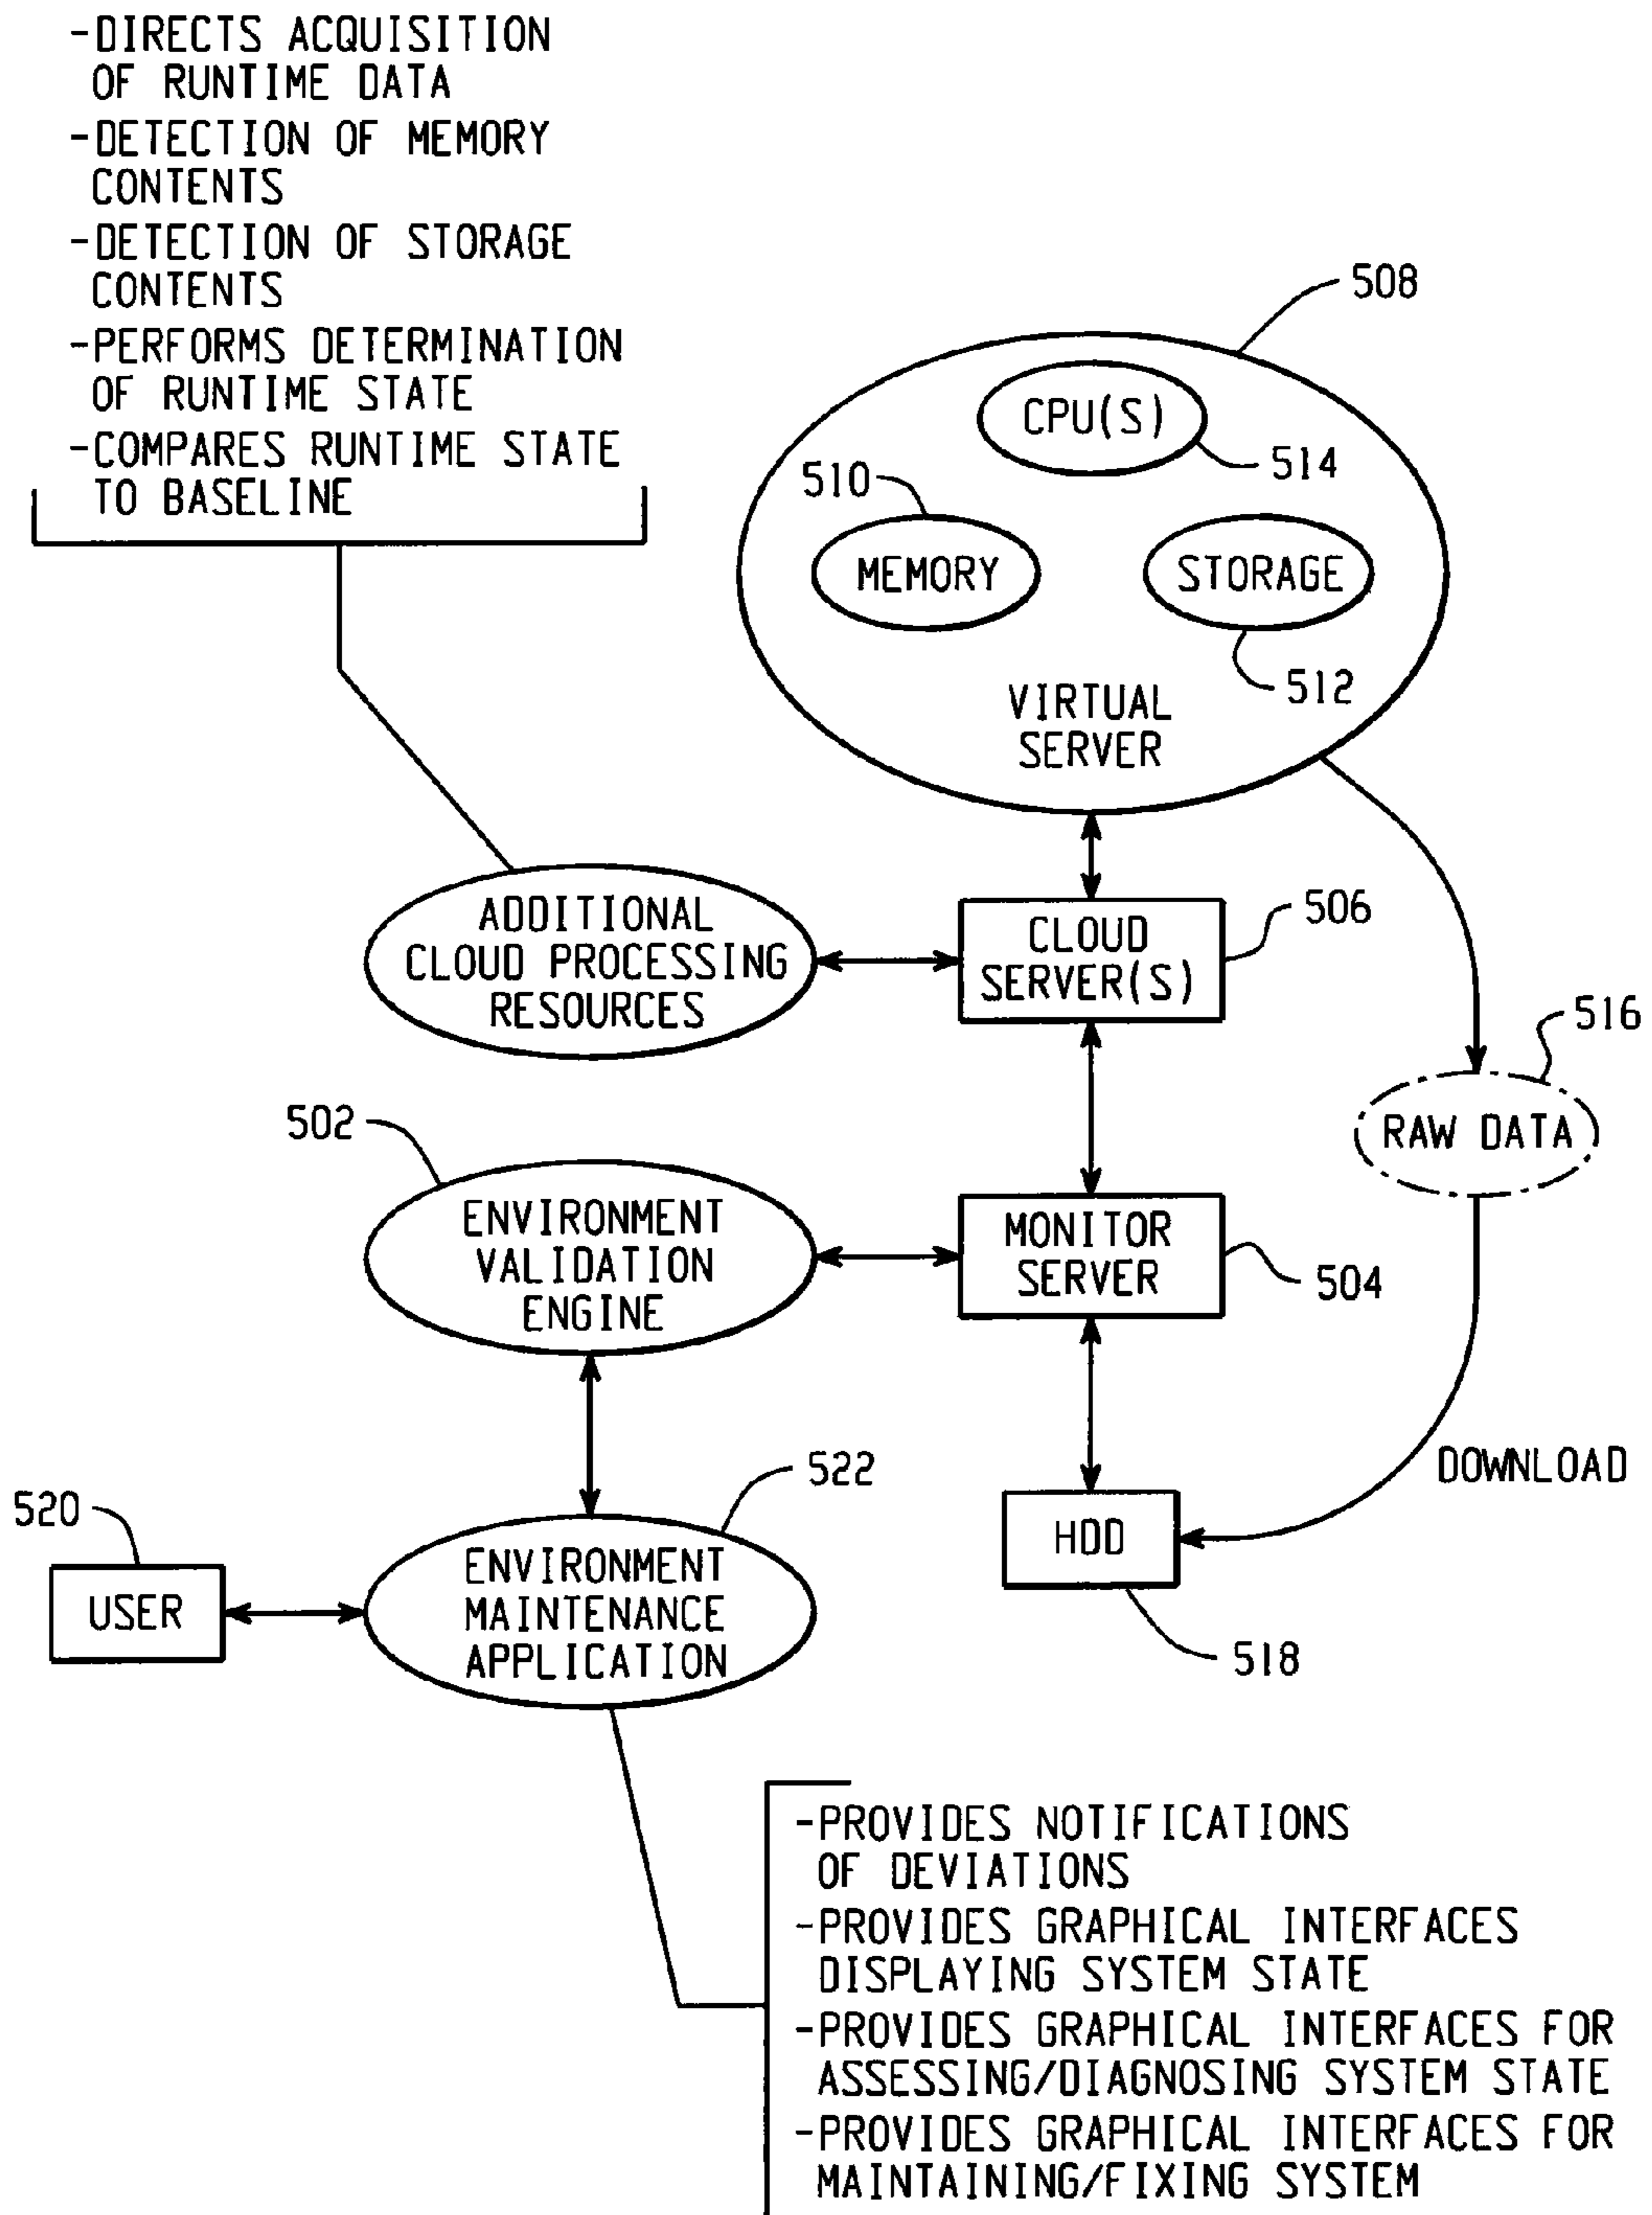 -DIRECTS ACQUISITION
OF RUNTIME DATA
-DETECTION OF MEMORY
CONTENTS
-DETECTION OF STORAGE
CONTENTS
-PERFORMS DETERMINATION
OF RUNTIME STATE
-COMPARES RUNTIME STATE
TO BASELINE
508
CPU(S)
514
510
MEMORY
STORAGE
512
VIRTUAL
SERVER
ADDITIONAL
CLOUD PROCESSING
RESOURCES
CLOUD
SERVER(S)
506
516
RAW DATA
502
ENVIRONMENT
VALIDATION
ENGINE
MONITOR
SERVER
504
DOWNLOAD
522
520
USER
ENVIRONMENT
MAINTENANCE
APPLICATION
HDD
518
-PROVIDES NOTIFICATIONS
OF DEVIATIONS
-PROVIDES GRAPHICAL INTERFACES
DISPLAYING SYSTEM STATE
-PROVIDES GRAPHICAL INTERFACES FOR
ASSESSING/DIAGNOSING SYSTEM STATE
-PROVIDES GRAPHICAL INTERFACES FOR
MAINTAINING/FIXING SYSTEM